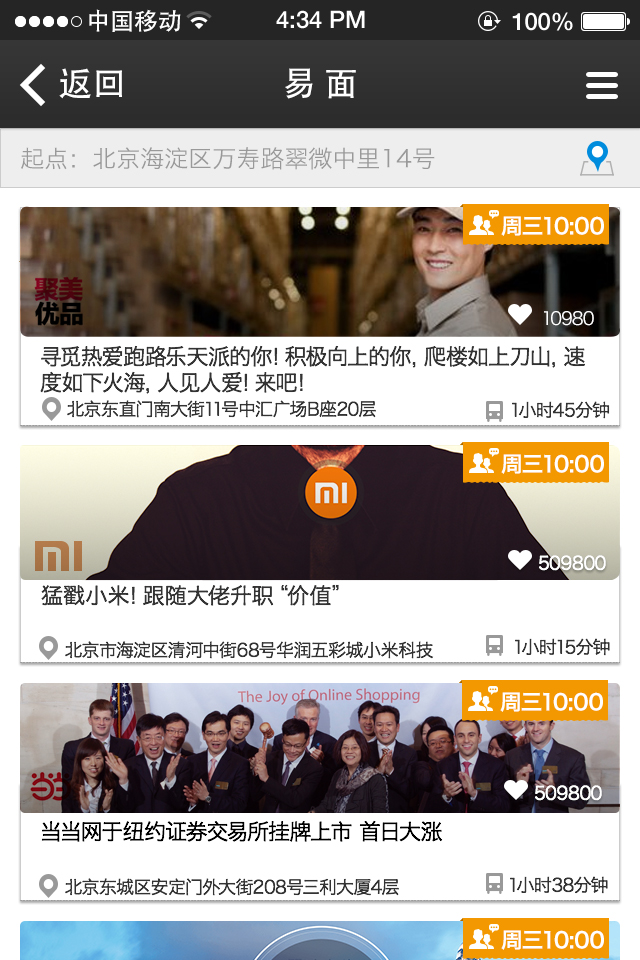 中国移动 4:34 PM 100%
返回 易 面
起点：北京海淀区万寿路翠微中里14号
周三10:00
聚美
优品
10980
寻觅热爱跑路乐天派的你! 积极向上的你, 爬楼如上刀山, 速
度如下火海, 人见人爱! 来吧!
北京东直门南大街11号中汇广场B座20层 1小时45分钟
周三10:00
MI
MI
509800
猛戳小米! 跟随大佬升职 “价值”
北京市海淀区清河中街68号华润五彩城小米科技 1小时15分钟
周三10:00
The Joy of Online Shopping
当当
509800
当当网于纽约证券交易所挂牌上市 首日大涨
北京东城区安定门外大街208号三利大厦4层 1小时38分钟
周三10:00